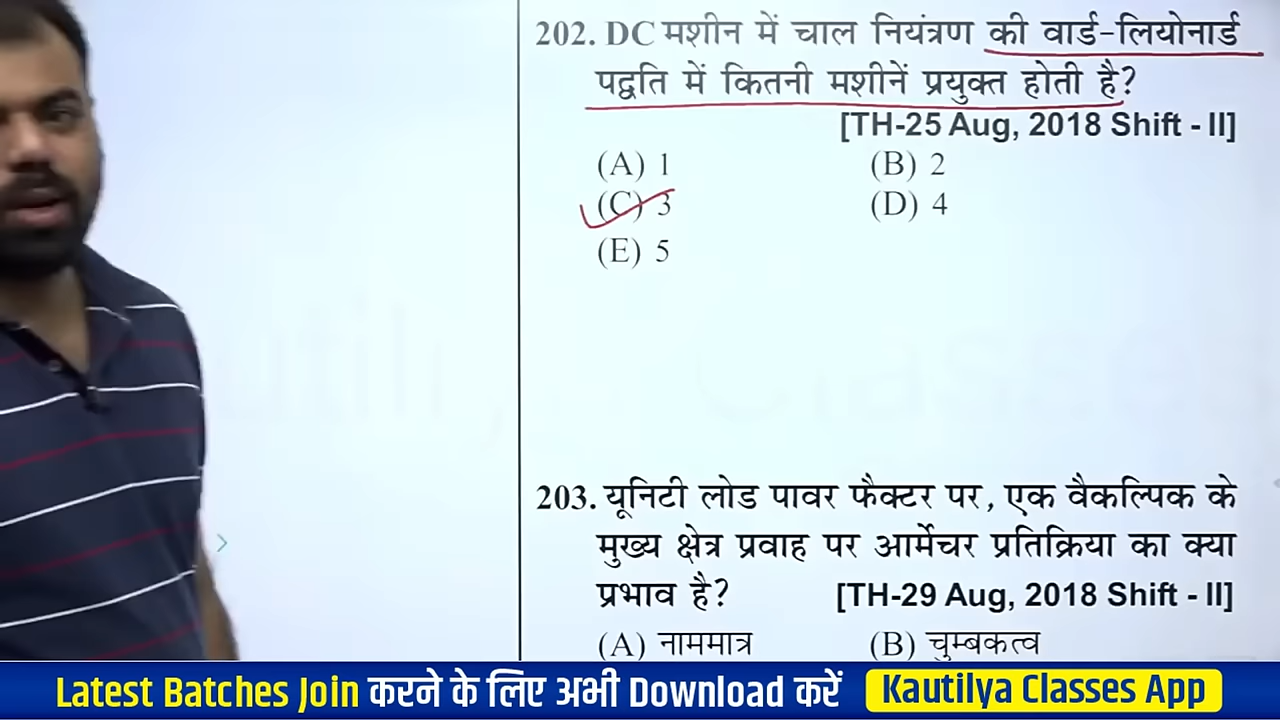 202. DC मशीन में चाल नियंत्रण की वार्ड-लियोनार्ड
पद्वति में कितनी मशीनें प्रयुक्त होती है?
[TH-25 Aug, 2018 Shift - II]
(A) 1 (B) 2
(C) 3 (D) 4
(E) 5
203. यूनिटी लोड पावर फैक्टर पर, एक वैकल्पिक के
मुख्य क्षेत्र प्रवाह पर आर्मेचर प्रतिक्रिया का क्या
प्रभाव है? [TH-29 Aug, 2018 Shift - II]
(A) नाममात्र (B) चुम्बकत्व
Latest Batches Join करने के लिए अभी Download करें Kautilya Classes App